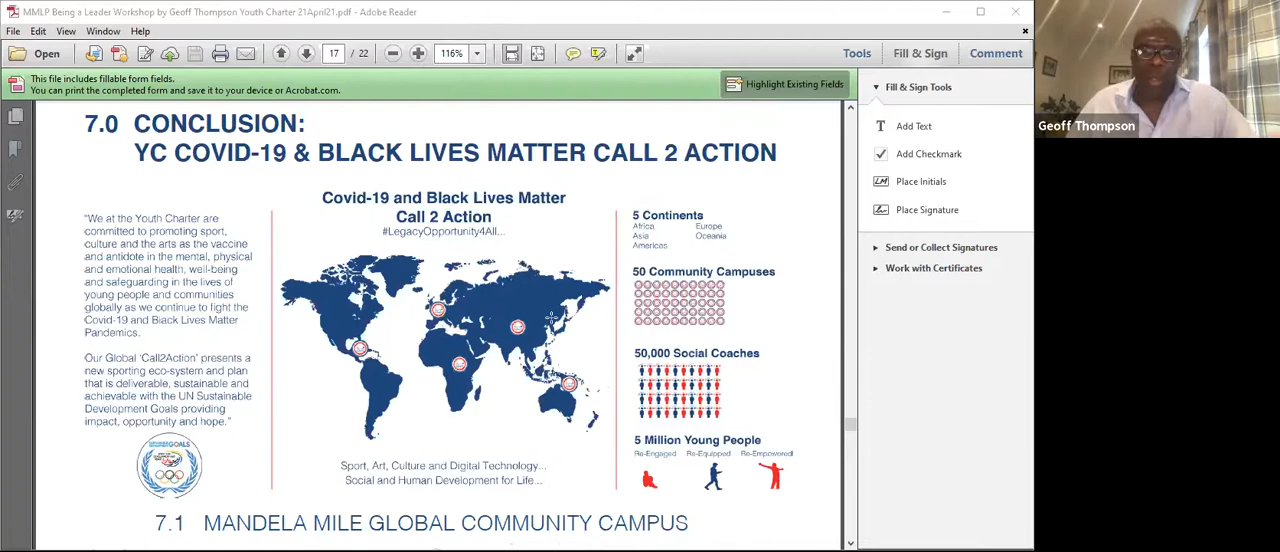 MMLP Being a Leader Workshop by Geoff Thompson Youth Charter 21April21.pdf - Adobe Reader
File Edit View Window Help
Open
17 / 22
116%
Tools
Fill & Sign
Comment
This file includes fillable form fields.
You can print the completed form and save it to your device or Acrobat.com.
Highlight Existing Fields
Fill & Sign Tools
Add Text
Add Checkmark
Place Initials
Place Signature
Send or Collect Signatures
Work with Certificates
Geoff Thompson
7.0 CONCLUSION:
YC COVID-19 & BLACK LIVES MATTER CALL 2 ACTION
"We at the Youth Charter are
committed to promoting sport,
culture and the arts as the vaccine
and antidote in the mental, physical
and emotional health, well-being
and safeguarding in the lives of
young people and communities
globally as we continue to fight the
Covid-19 and Black Lives Matter
Pandemics.
Our Global 'Call2Action' presents a
new sporting eco-system and plan
that is deliverable, sustainable and
achievable with the UN Sustainable
Development Goals providing
impact, opportunity and hope."
GOALS
Covid-19 and Black Lives Matter
Call 2 Action
#LegacyOpportunity4All...
Sport, Art, Culture and Digital Technology...
Social and Human Development for Life...
5 Continents
Africa Europe
Asia Oceania
Americas
50 Community Campuses
50,000 Social Coaches
5 Million Young People
Re-Engaged Re-Equipped Re-Empowered!
7.1 MANDELA MILE GLOBAL COMMUNITY CAMPUS